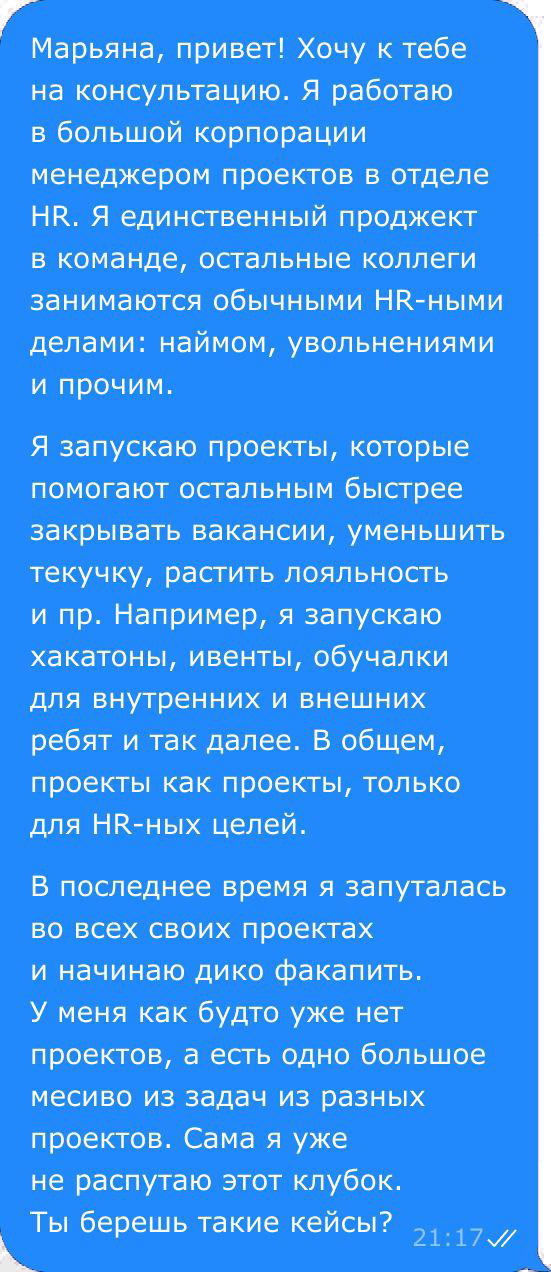 Марьяна, привет! Хочу к тебе
на консультацию. Я работаю
в большой корпорации
менеджером проектов в отделе
HR. Я единственный проджект
в команде, остальные коллеги
занимаются обычными HR-ными
делами: наймом, увольнениями
и прочим.
Я запускаю проекты, которые
помогают остальным быстрее
закрывать вакансии, уменьшить
текучку, растить лояльность
и пр. Например, я запускаю
хакатоны, ивенты, обучалки
для внутренних и внешних
ребят и так далее. В общем,
проекты как проекты, только
для HR-ных целей.
В последнее время я запуталась
во всех своих проектах
и начинаю дико факапить.
У меня как будто уже нет
проектов, а есть одно большое
месиво из задач из разных
проектов. Сама я уже
не распутаю этот клубок.
Ты берешь такие кейсы?
21:17